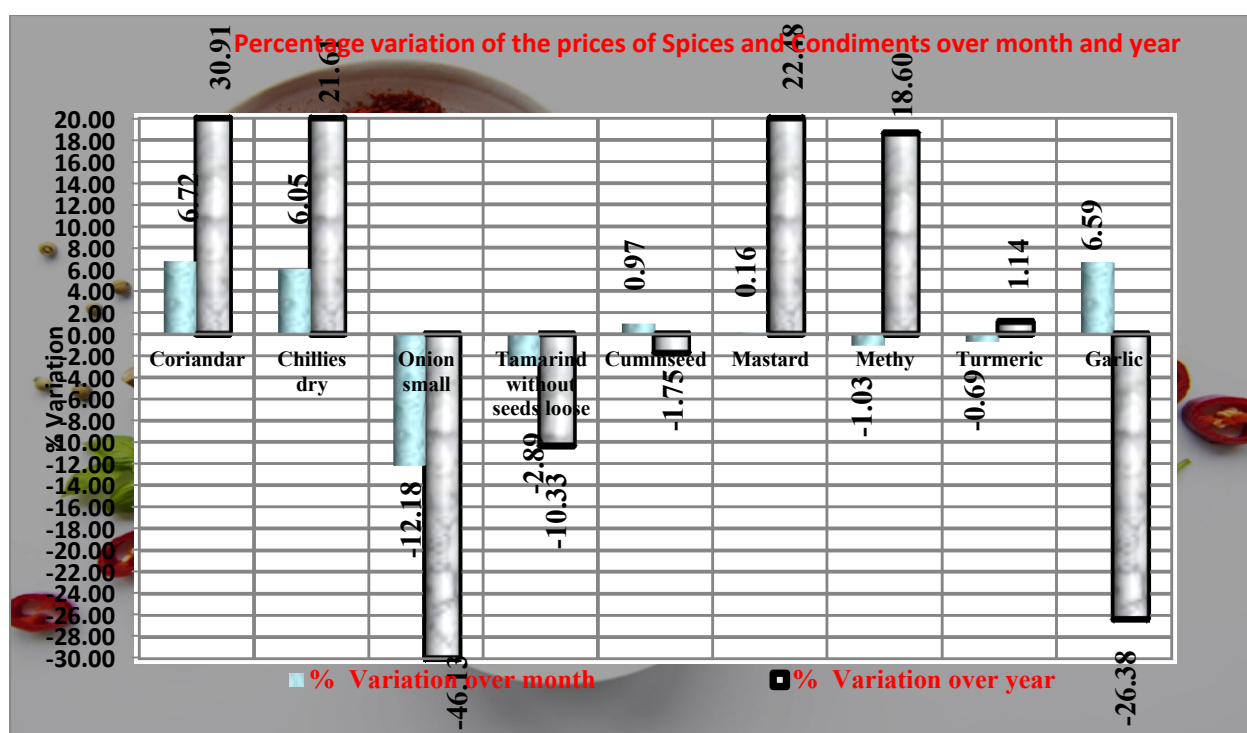 Percentage variation of the prices of Spices and Condiments over month and year
30.91
21.61
22.48
18.60
20.00
18.00
16.00
14.00
12.00
10.00
8.00
6.00
4.00
2.00
0.00
-2.00
-4.00
-6.00
-8.00
-10.00
-12.00
-14.00
-16.00
-18.00
-20.00
-22.00
-24.00
-26.00
-28.00
-30.00
% Variation
6.72
6.05
0.97
0.16
1.14
6.59
Coriandar
Chillies
dry
Onion
small
Tamarind
without
seeds loose
Cuminseed
Mastard
Methy
Turmeric
Garlic
-12.18
-46.13
-2.89
-10.33
-1.75
-1.03
-0.69
-26.38
% Variation over month
% Variation over year